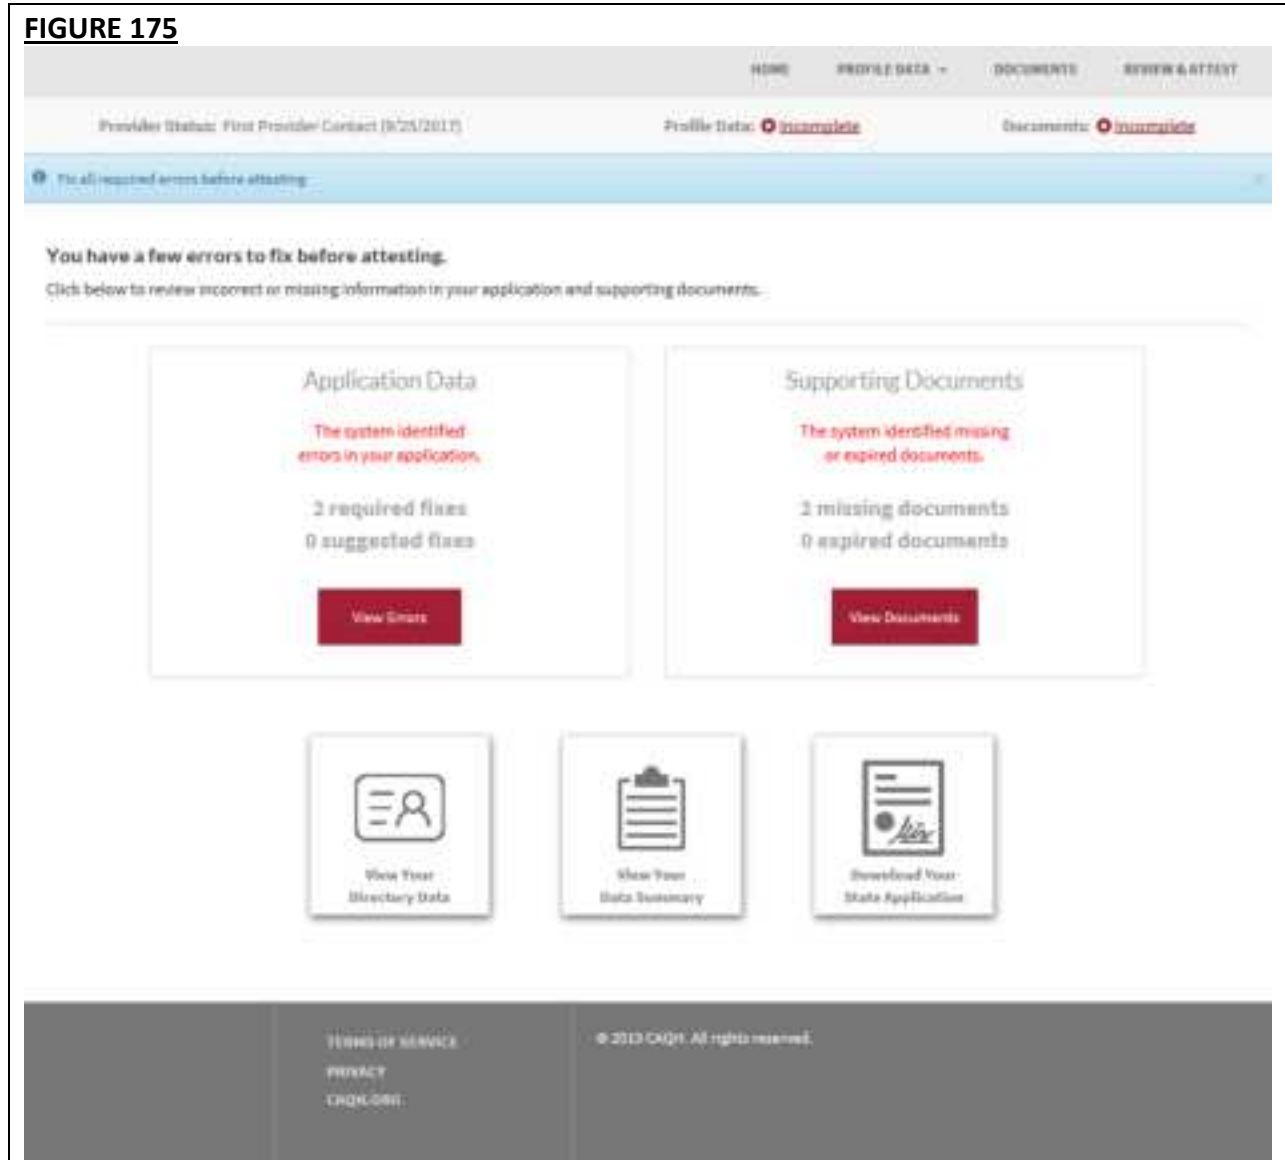 FIGURE 175
HOME PROFILE DATA DOCUMENTS REVIEW & ATTEST
Provider Status: First Provider Contact (9/25/2017) Profile Data: Incomplete Documents: Incomplete
Fix all required errors before attesting
You have a few errors to fix before attesting.
Click below to review incorrect or missing information in your application and supporting documents.
Application Data
The system identified
errors in your application.
2 required fixes
0 suggested fixes
View Errors
Supporting Documents
The system identified missing
or expired documents.
2 missing documents
0 expired documents
View Documents
View Your
Directory Data
View Your
Data Summary
Download Your
State Application
TERMS OF SERVICE
PRIVACY
CAQH.ORG
© 2013 CAQH. All rights reserved.